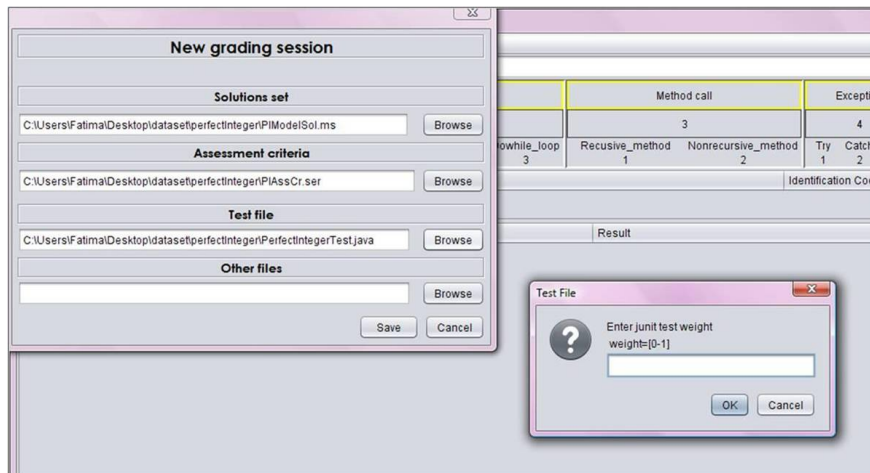 New grading session
Solutions set
C:\Users\Fatima\Desktop\dataset\perfectInteger\PIModelSol.ms
Browse
Assessment criteria
C:\Users\Fatima\Desktop\dataset\perfectInteger\PIAssCr.ser
Browse
Test file
C:\Users\Fatima\Desktop\dataset\perfectInteger\PerfectIntegerTest.java
Browse
Other files
Browse
Save Cancel
Method call Excepti
3 4
owhile_loop Recusive_method Nonrecursive_method Try Catch
3 1 2 1 2
Identification Co
Result
Test File
Enter junit test weight
weight=[0-1]
OK Cancel